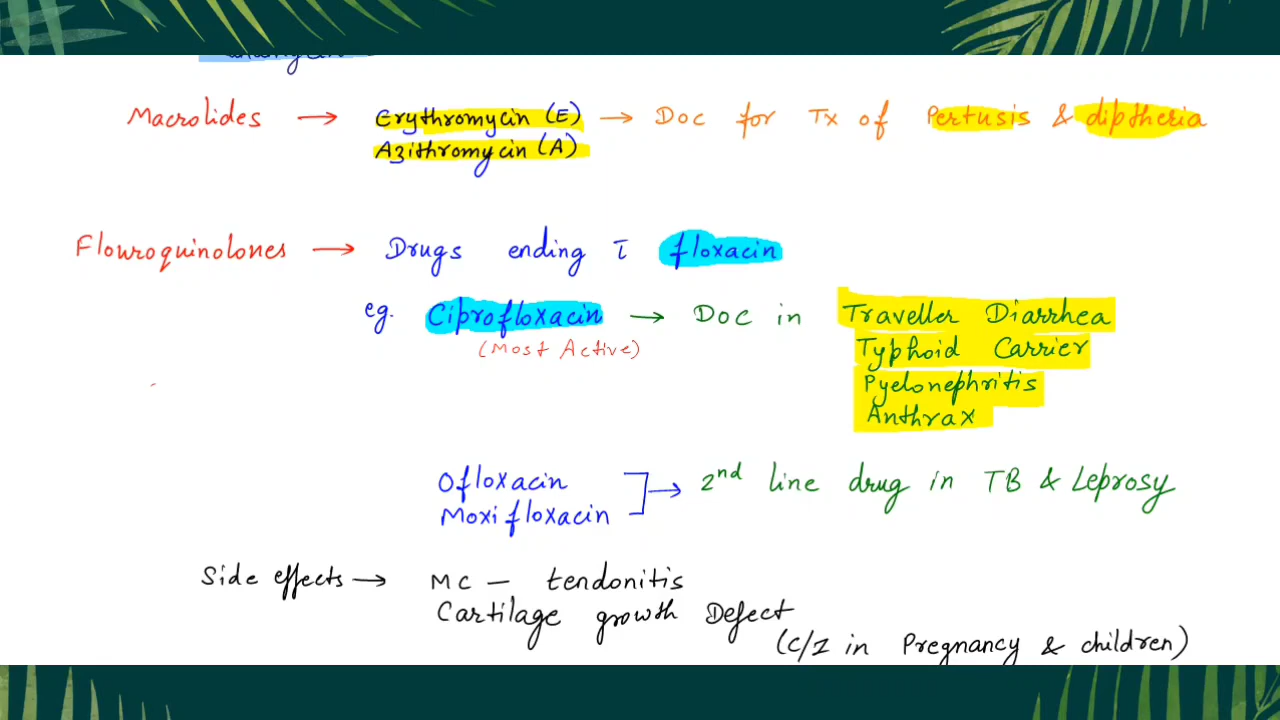 Macrolides → Erythromycin (E) → DOC for Tx of Pertusis & diptheria
Azithromycin (A)
Flouroquinolones → Drugs ending c̄ floxacin
eg. Ciprofloxacin → DOC in Traveller Diarrhea
(Most Active) Typhoid Carrier
Pyelonephritis
Anthrax
Ofloxacin
Moxifloxacin → 2nd line drug in TB & Leprosy
Side effects → MC – tendonitis
Cartilage growth Defect
(C/I in Pregnancy & children)